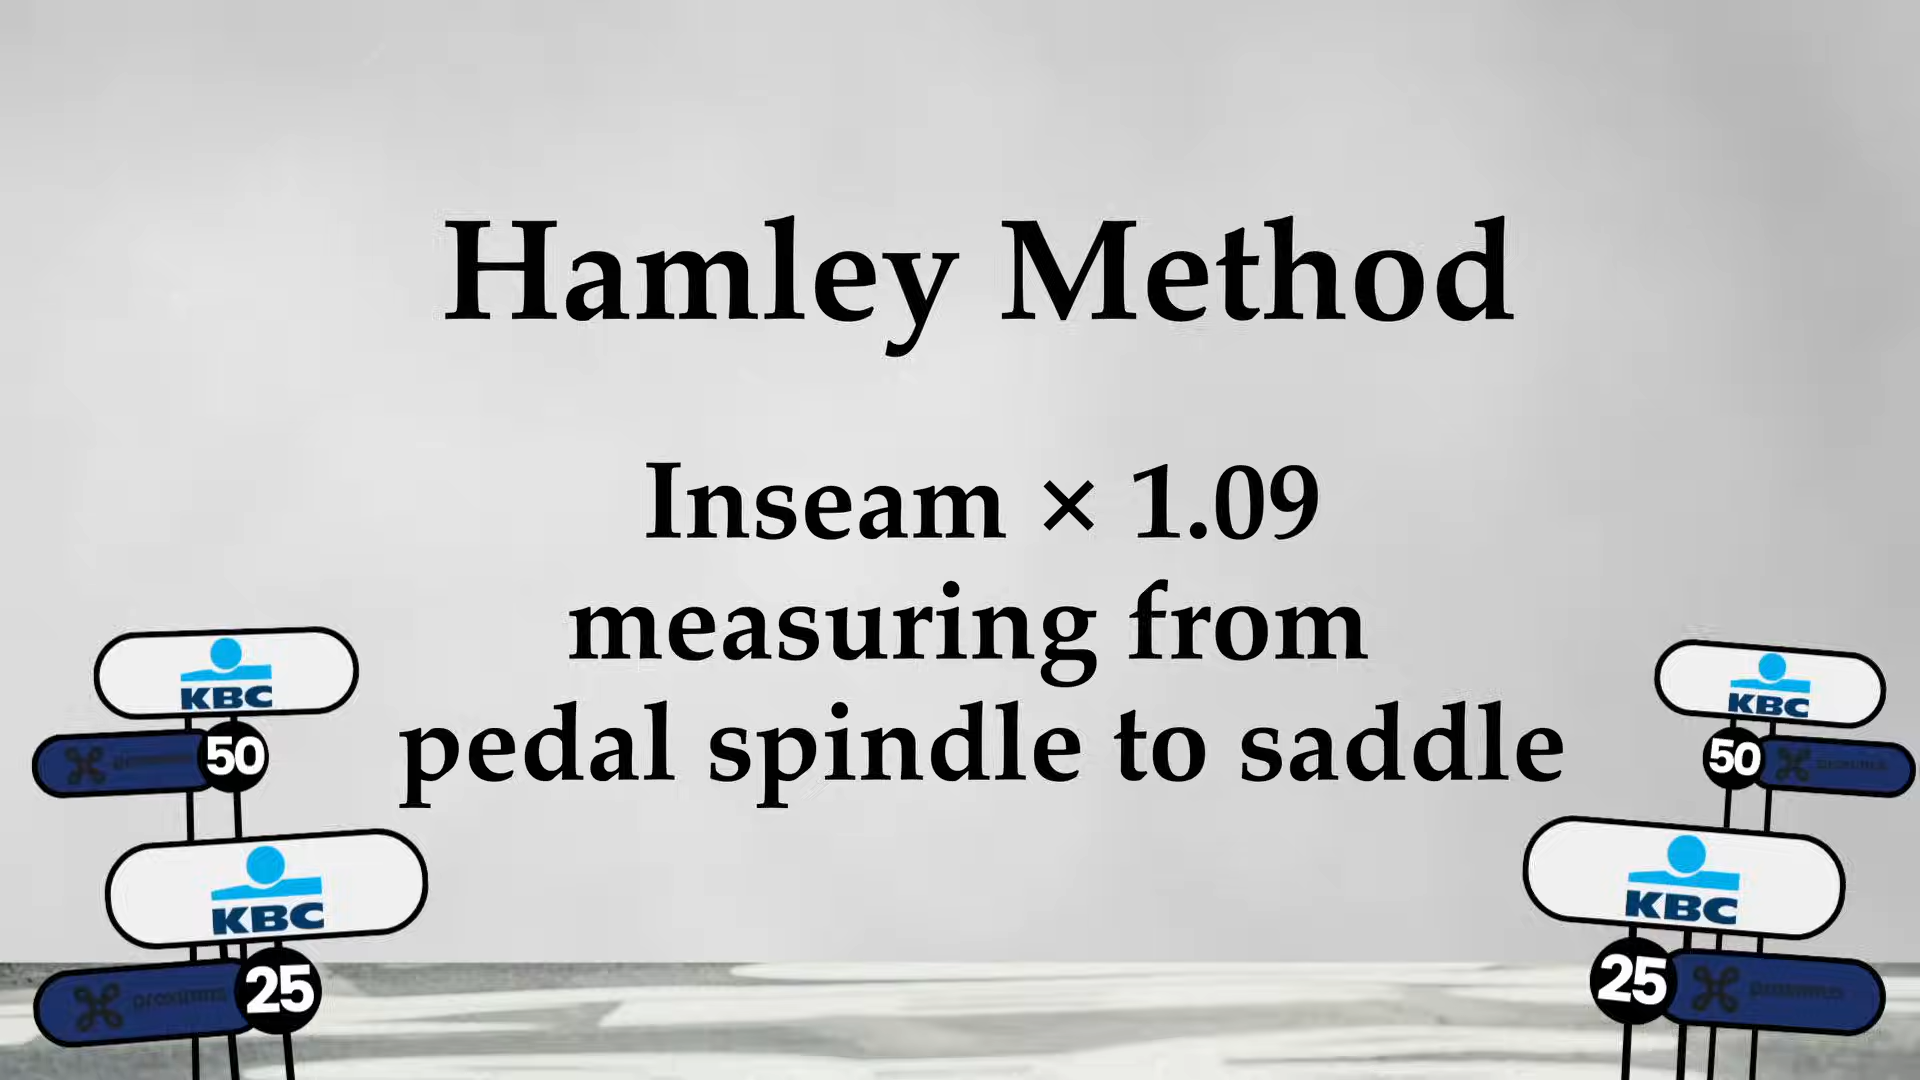 Hamley Method
Inseam × 1.09
measuring from
pedal spindle to saddle
KBC
50
KBC
25
KBC
50
KBC
25